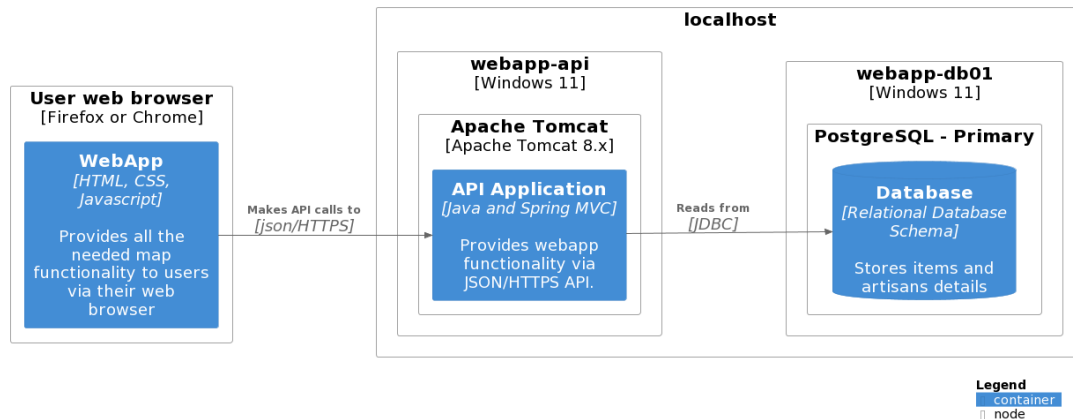 localhost
User web browser
[Firefox or Chrome]
WebApp
[HTML, CSS,
Javascript]
Provides all the
needed map
functionality to users
via their web
browser
Makes API calls to
[json/HTTPS]
webapp-api
[Windows 11]
Apache Tomcat
[Apache Tomcat 8.x]
API Application
[Java and Spring MVC]
Provides webapp
functionality via
JSON/HTTPS API.
Reads from
[JDBC]
webapp-db01
[Windows 11]
PostgreSQL - Primary
Database
[Relational Database
Schema]
Stores items and
artisans details
Legend
container
node